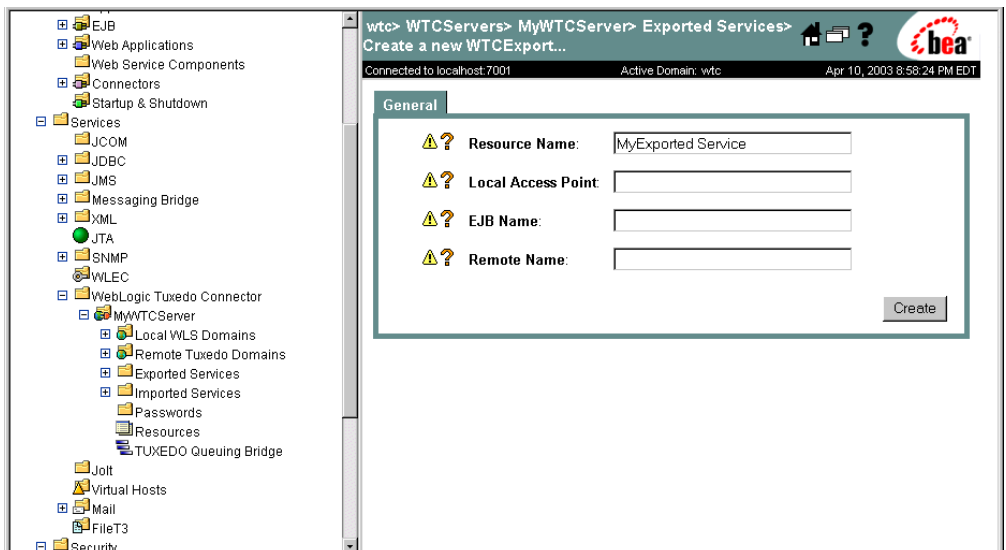 EJB
Web Applications
Web Service Components
Connectors
Startup & Shutdown
Services
JCOM
JDBC
JMS
Messaging Bridge
XML
JTA
SNMP
WLEC
WebLogic Tuxedo Connector
MyWTCServer
Local WLS Domains
Remote Tuxedo Domains
Exported Services
Imported Services
Passwords
Resources
TUXEDO Queuing Bridge
Jolt
Virtual Hosts
Mail
FileT3
Security
wtc> WTCServers> MyWTCServer> Exported Services>
Create a new WTCExport...
?
bea
Connected to localhost:7001 Active Domain: wtc Apr 10, 2003 8:58:24 PM EDT
General
? Resource Name: MyExported Service
? Local Access Point:
? EJB Name:
? Remote Name:
Create